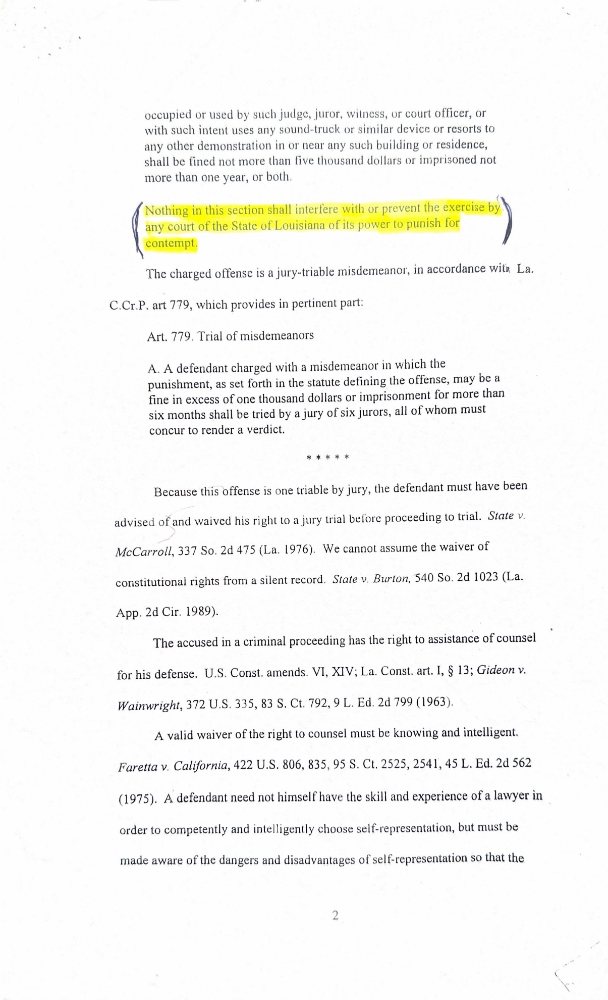 occupied or used by such judge, juror, witness, or court officer, or
with such intent uses any sound-truck or similar device or resorts to
any other demonstration in or near any such building or residence,
shall be fined not more than five thousand dollars or imprisoned not
more than one year, or both.
Nothing in this section shall interfere with or prevent the exercise by
any court of the State of Louisiana of its power to punish for
contempt.
The charged offense is a jury-triable misdemeanor, in accordance with La.
C.Cr.P. art 779, which provides in pertinent part:
Art. 779. Trial of misdemeanors
A. A defendant charged with a misdemeanor in which the
punishment, as set forth in the statute defining the offense, may be a
fine in excess of one thousand dollars or imprisonment for more than
six months shall be tried by a jury of six jurors, all of whom must
concur to render a verdict.
* * * * *
Because this offense is one triable by jury, the defendant must have been
advised of and waived his right to a jury trial before proceeding to trial. State v.
McCarroll, 337 So. 2d 475 (La. 1976). We cannot assume the waiver of
constitutional rights from a silent record. State v. Burton, 540 So. 2d 1023 (La.
App. 2d Cir. 1989).
The accused in a criminal proceeding has the right to assistance of counsel
for his defense. U.S. Const. amends. VI, XIV; La. Const. art. I, § 13; Gideon v.
Wainwright, 372 U.S. 335, 83 S. Ct. 792, 9 L. Ed. 2d 799 (1963).
A valid waiver of the right to counsel must be knowing and intelligent.
Faretta v. California, 422 U.S. 806, 835, 95 S. Ct. 2525, 2541, 45 L. Ed. 2d 562
(1975). A defendant need not himself have the skill and experience of a lawyer in
order to competently and intelligently choose self-representation, but must be
made aware of the dangers and disadvantages of self-representation so that the
2